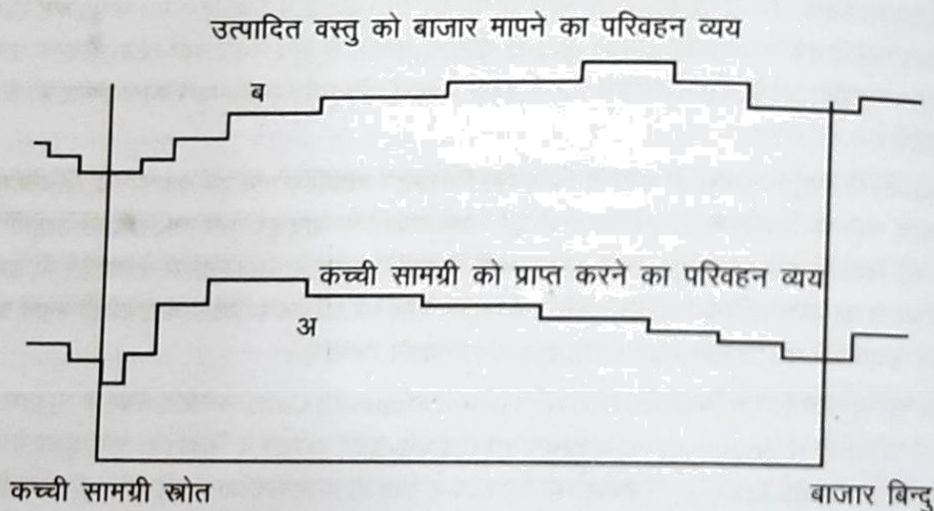 उत्पादित वस्तु को बाजार मापने का परिवहन व्यय
ब
कच्ची सामग्री को प्राप्त करने का परिवहन व्यय
अ
कच्ची सामग्री स्त्रोत
बाजार बिन्दु